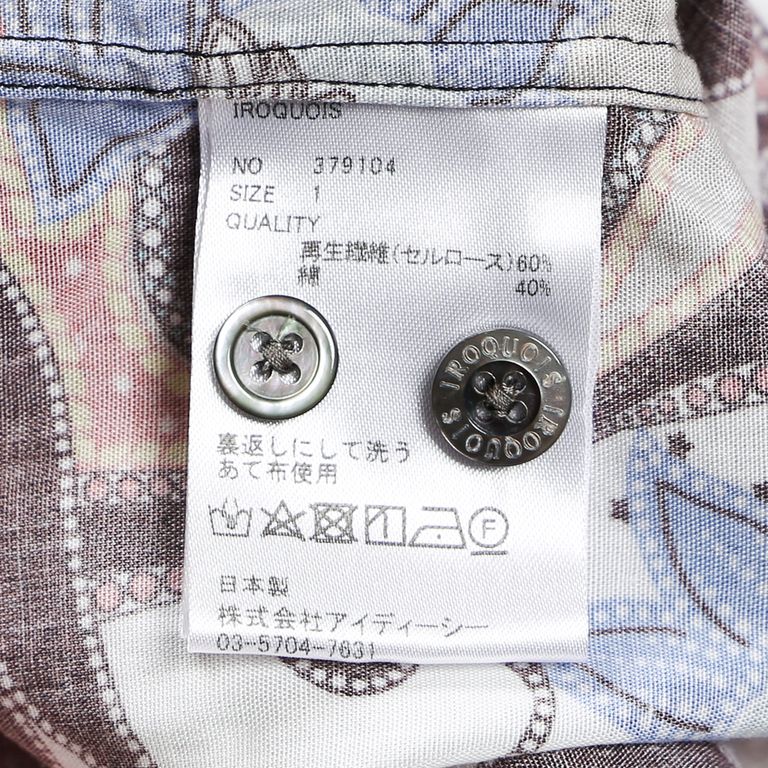 IROQUOIS
NO 379104
SIZE 1
QUALITY
再生繊維(セルロース)60%
綿 40%
IROQUOIS・IROQUOIS
裏返しにして洗う
あて布使用
F
日本製
株式会社アイディーシー
03-5704-7631